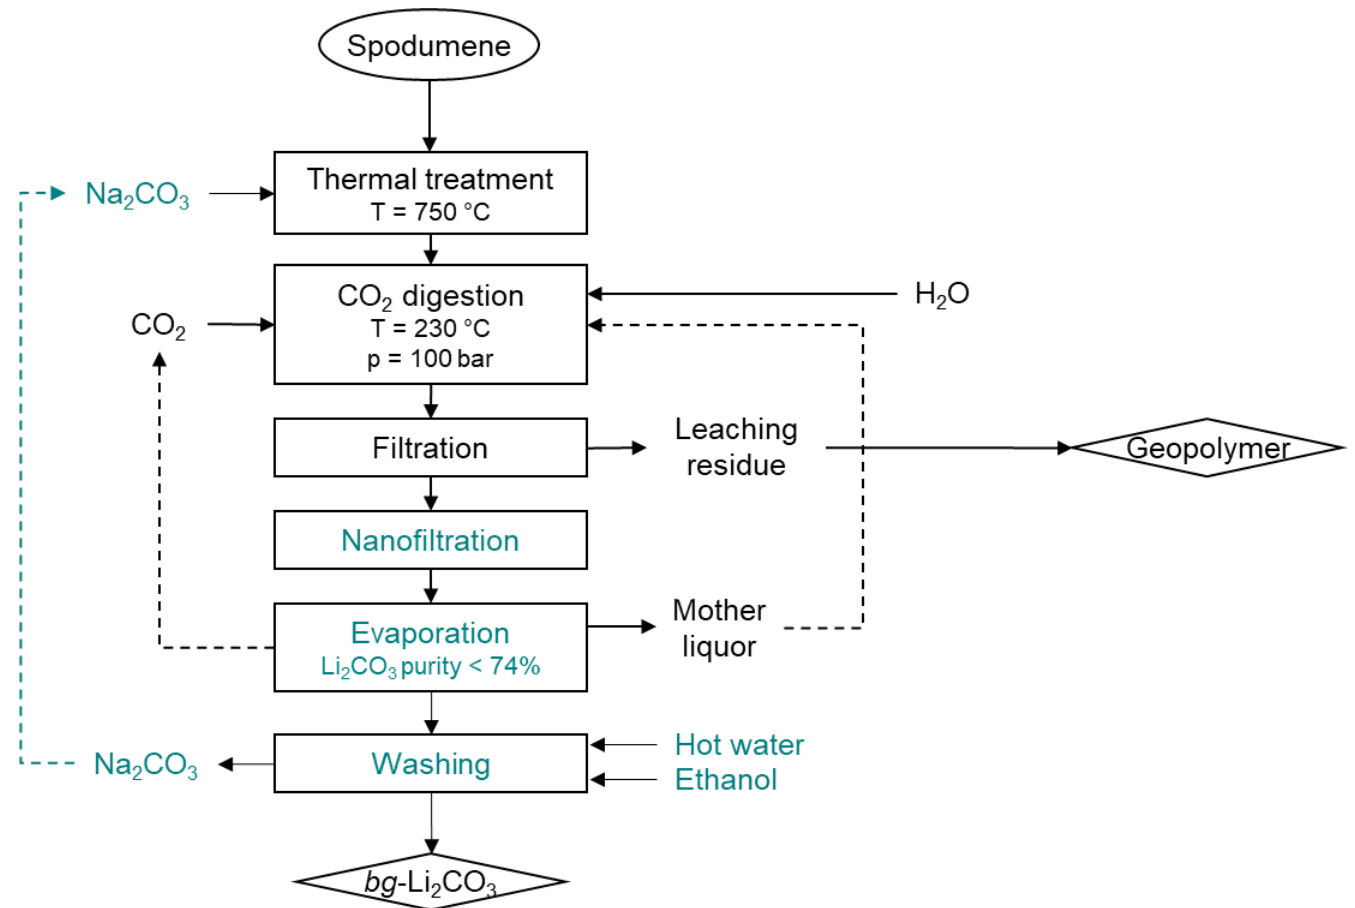 Spodumene
Na₂CO₃
Thermal treatment
T = 750 °C
CO₂
CO₂ digestion
T = 230 °C
p = 100 bar
H₂O
Filtration
Leaching
residue
Geopolymer
Nanofiltration
Evaporation
Li₂CO₃ purity < 74%
Mother
liquor
Na₂CO₃
Washing
Hot water
Ethanol
bg-Li₂CO₃